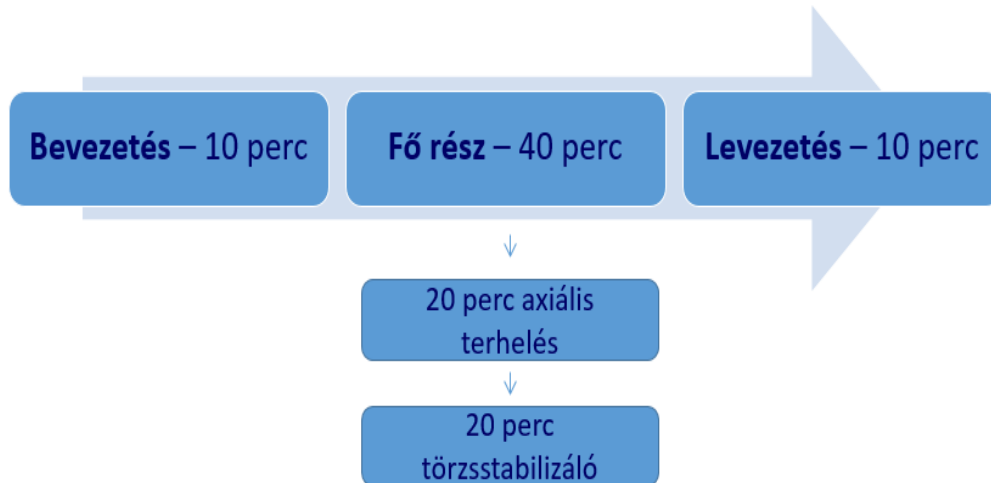 Bevezetés – 10 perc
Fő rész – 40 perc
Levezetés – 10 perc
20 perc axiális
terhelés
20 perc
törzsstabilizáló